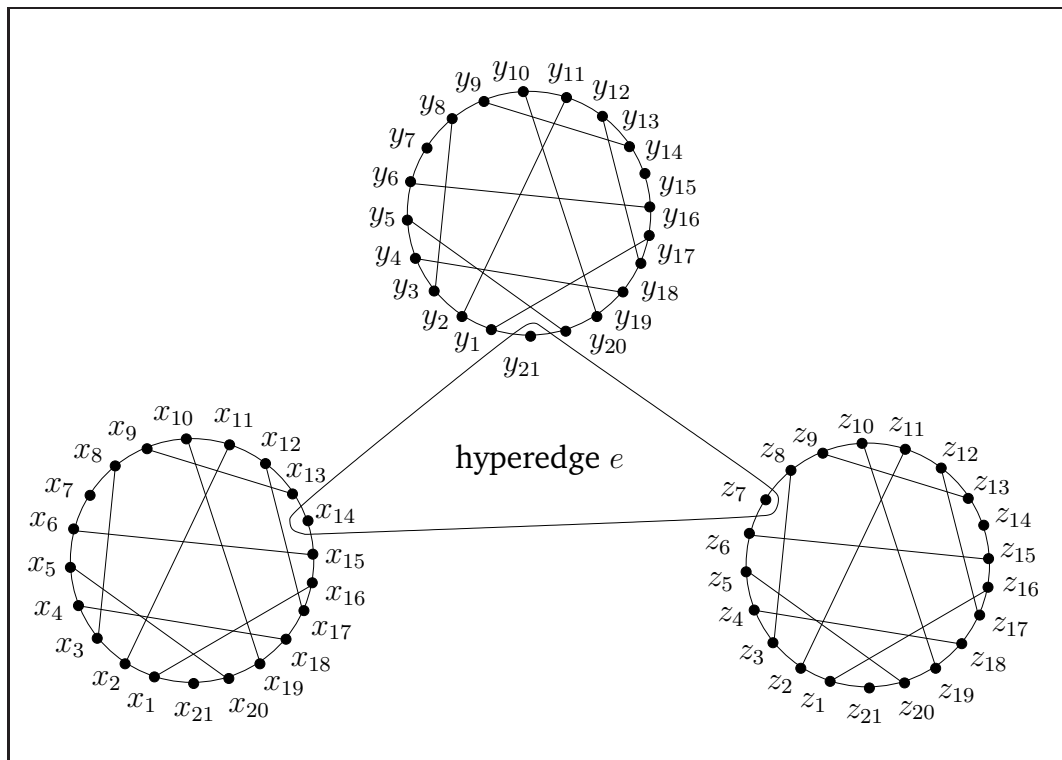 y₁ y₂ y₃ y₄ y₅ y₆ y₇ y₈ y₉ y₁₀ y₁₁ y₁₂ y₁₃ y₁₄ y₁₅ y₁₆ y₁₇ y₁₈ y₁₉ y₂₀ y₂₁
hyperedge e
x₁ x₂ x₃ x₄ x₅ x₆ x₇ x₈ x₉ x₁₀ x₁₁ x₁₂ x₁₃ x₁₄ x₁₅ x₁₆ x₁₇ x₁₈ x₁₉ x₂₀ x₂₁
z₁ z₂ z₃ z₄ z₅ z₆ z₇ z₈ z₉ z₁₀ z₁₁ z₁₂ z₁₃ z₁₄ z₁₅ z₁₆ z₁₇ z₁₈ z₁₉ z₂₀ z₂₁